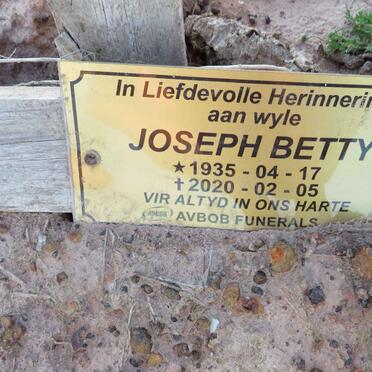 In Liefdevolle Herinnerin
aan wyle
JOSEPH BETTY
★1935 - 04 - 17
✝2020 - 02 - 05
VIR ALTYD IN ONS HARTE
AVBOB AVBOB FUNERALS